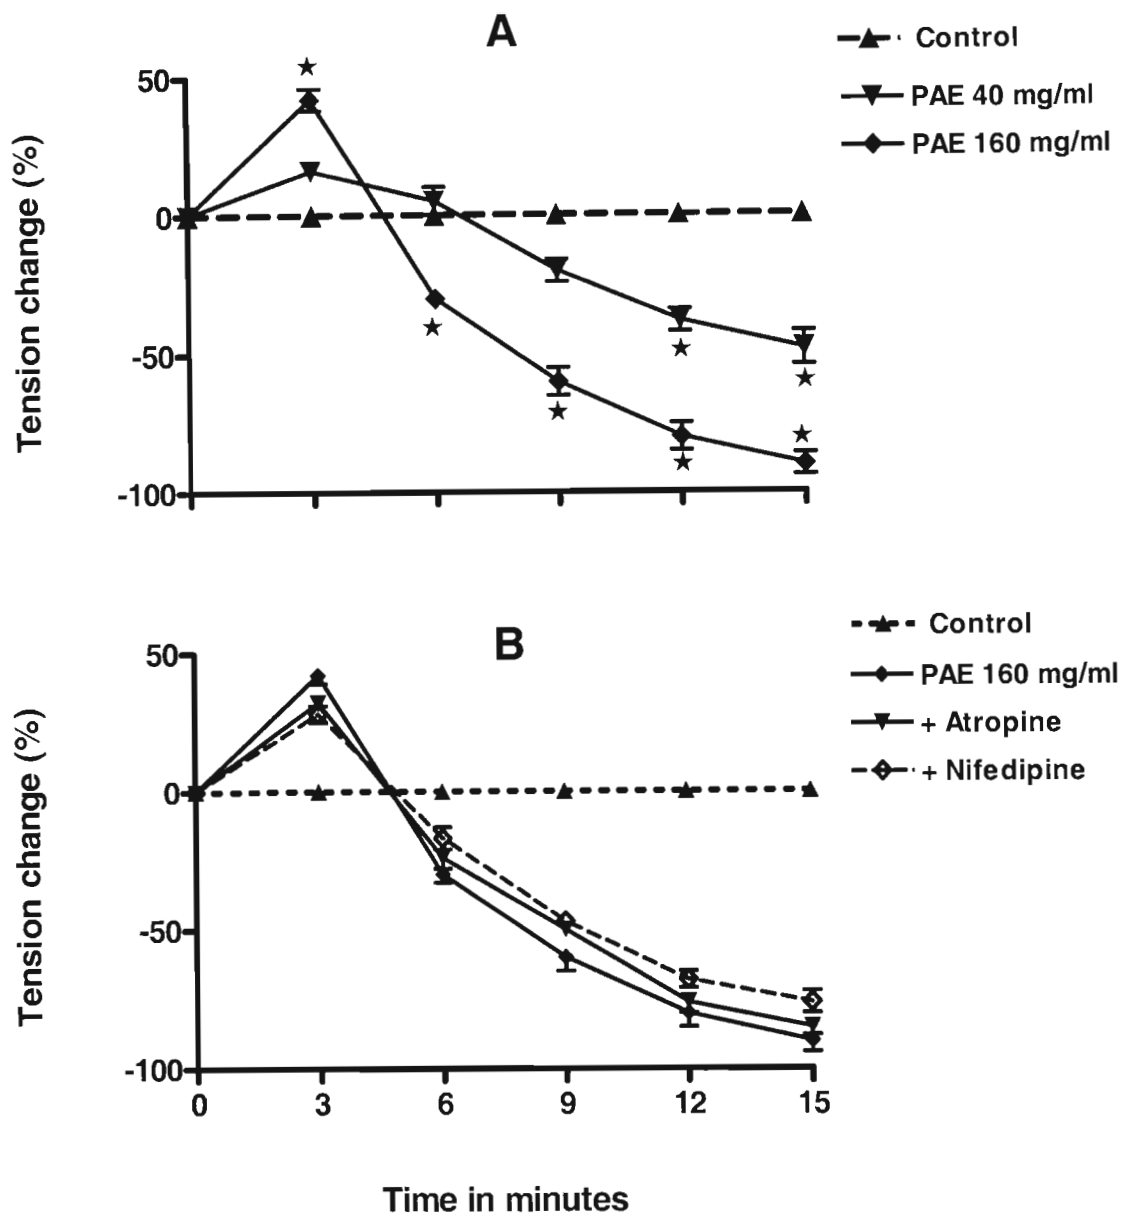 A
Control
PAE 40 mg/ml
PAE 160 mg/ml
Tension change (%)
50
0
-50
-100
B
Control
PAE 160 mg/ml
+ Atropine
+ Nifedipine
Tension change (%)
50
0
-50
-100
0 3 6 9 12 15
Time in minutes